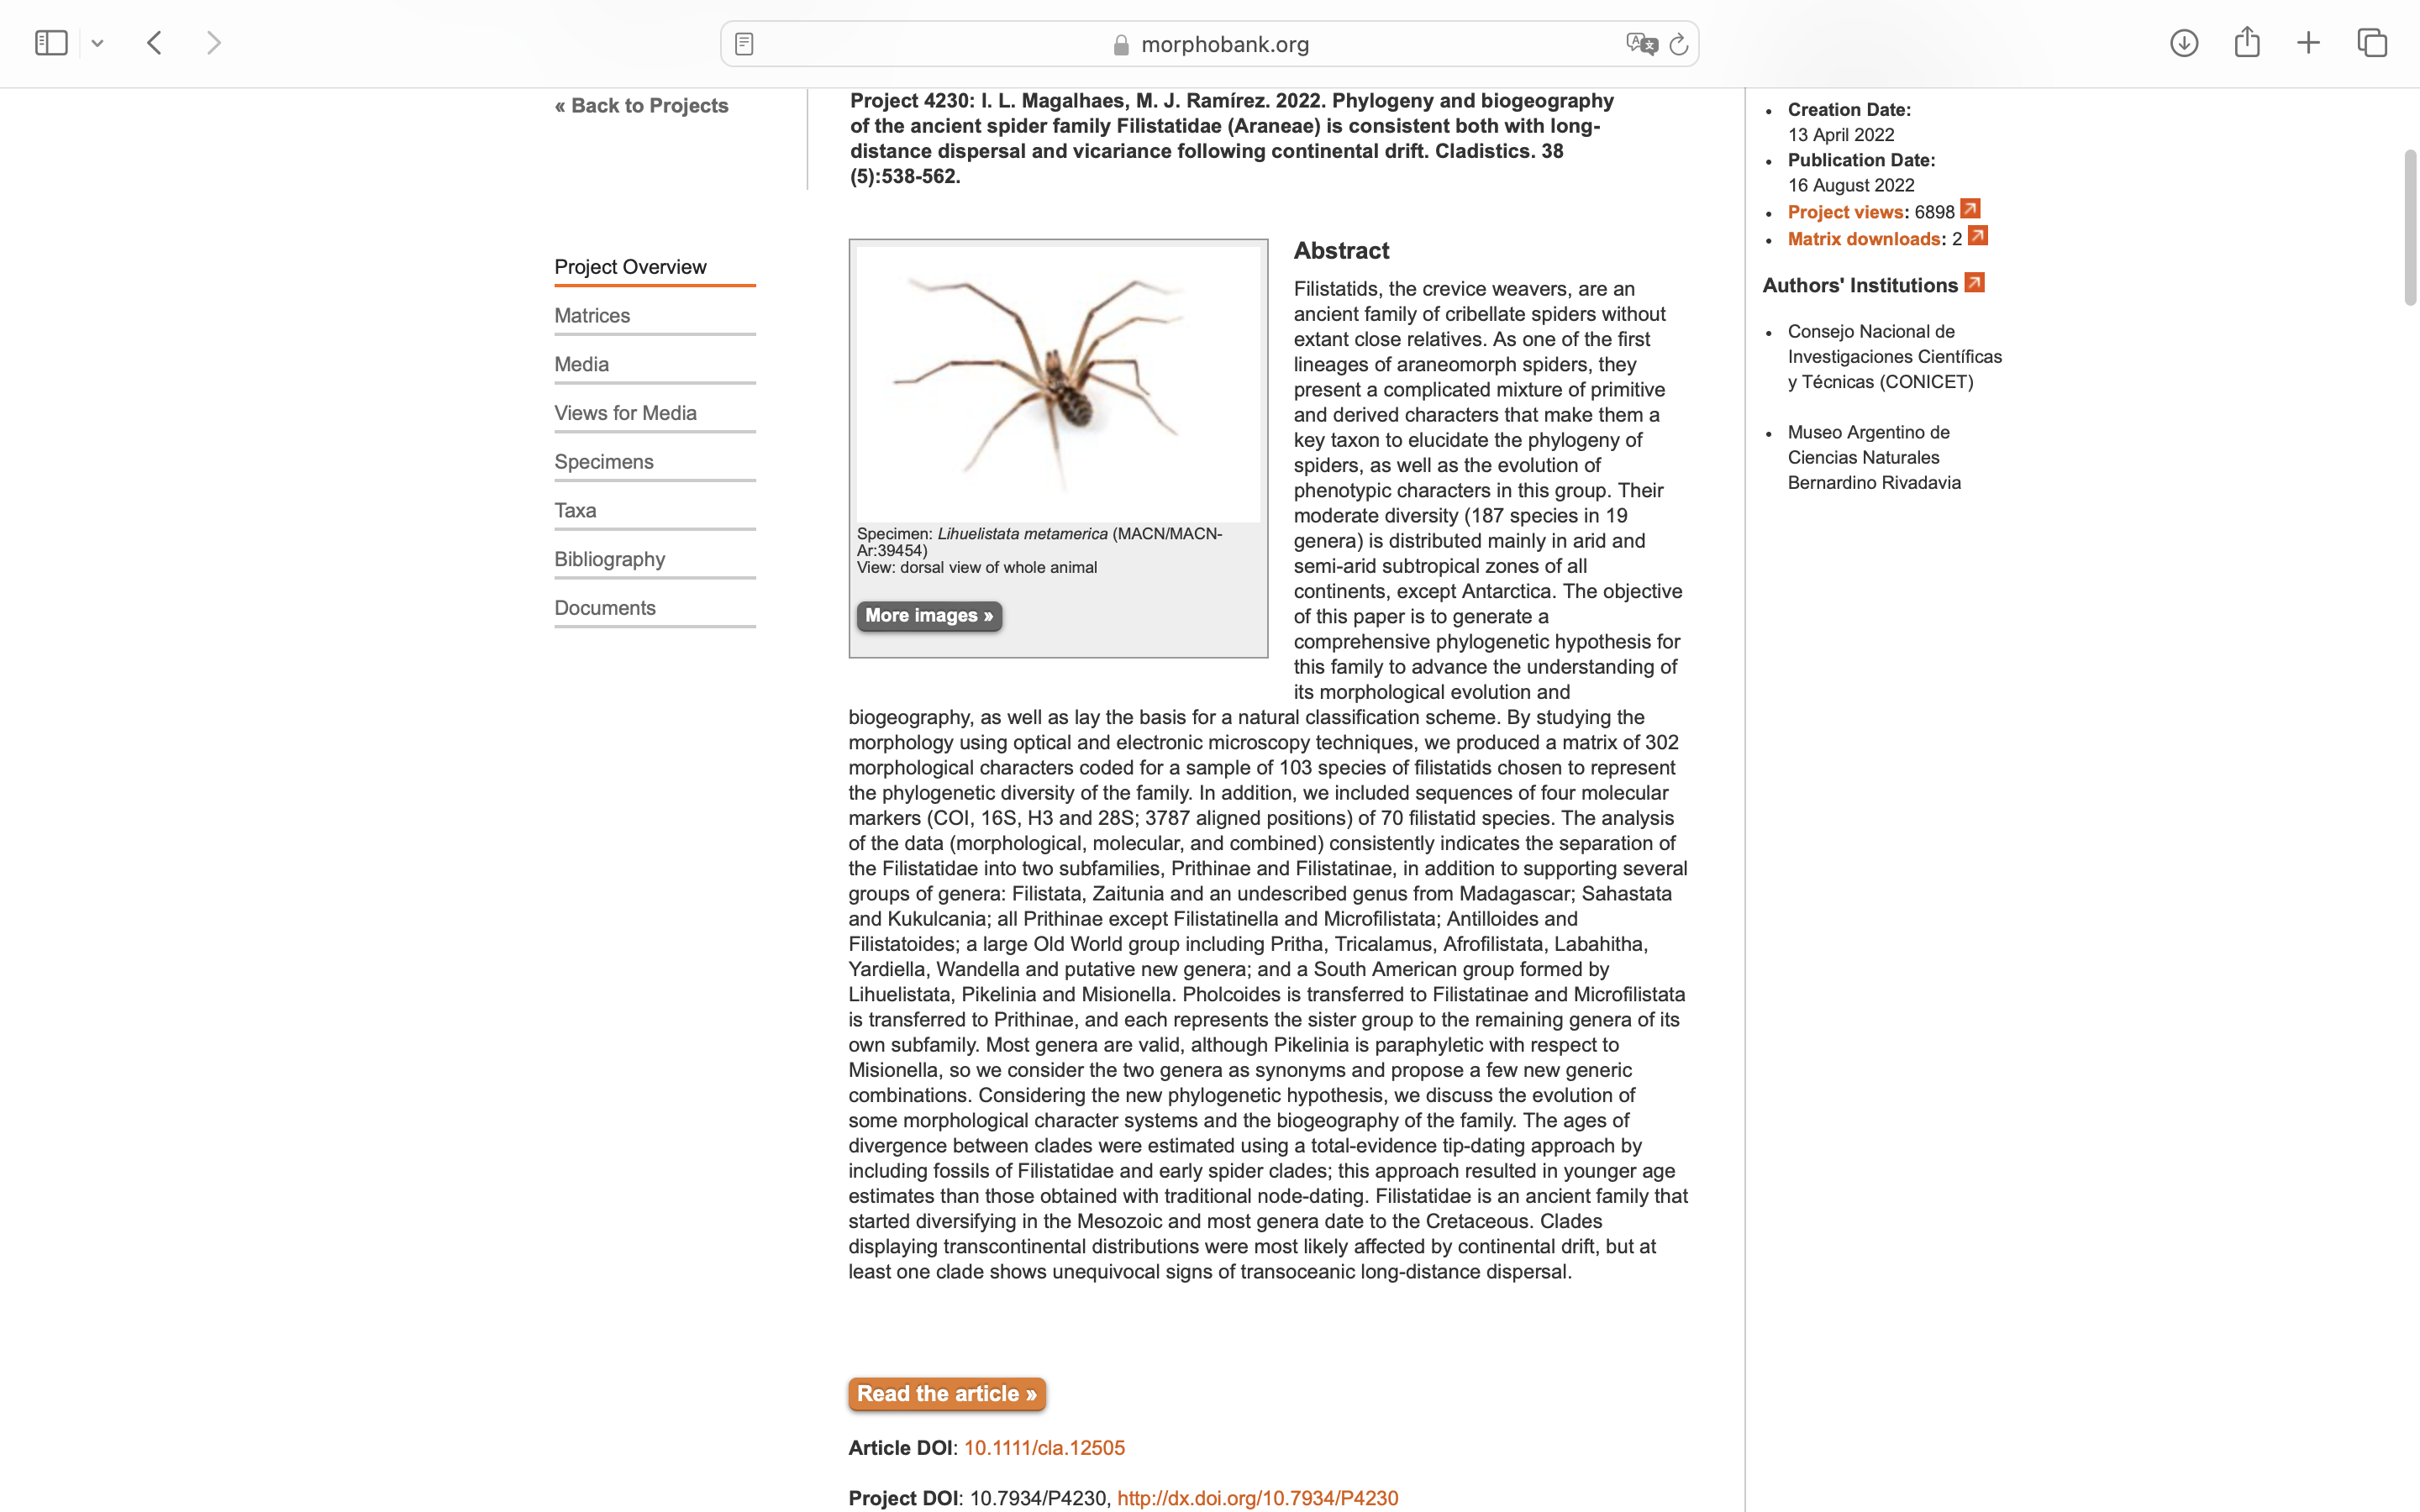 morphobank.org
« Back to Projects
Project 4230: I. L. Magalhaes, M. J. Ramírez. 2022. Phylogeny and biogeography
of the ancient spider family Filistatidae (Araneae) is consistent both with long-
distance dispersal and vicariance following continental drift. Cladistics. 38
(5):538-562.
Project Overview
Matrices
Media
Views for Media
Specimens
Taxa
Bibliography
Documents
Specimen: Lihuelistata metamerica (MACN/MACN-
Ar:39454)
View: dorsal view of whole animal
More images »
Abstract
Filistatids, the crevice weavers, are an
ancient family of cribellate spiders without
extant close relatives. As one of the first
lineages of araneomorph spiders, they
present a complicated mixture of primitive
and derived characters that make them a
key taxon to elucidate the phylogeny of
spiders, as well as the evolution of
phenotypic characters in this group. Their
moderate diversity (187 species in 19
genera) is distributed mainly in arid and
semi-arid subtropical zones of all
continents, except Antarctica. The objective
of this paper is to generate a
comprehensive phylogenetic hypothesis for
this family to advance the understanding of
its morphological evolution and
biogeography, as well as lay the basis for a natural classification scheme. By studying the
morphology using optical and electronic microscopy techniques, we produced a matrix of 302
morphological characters coded for a sample of 103 species of filistatids chosen to represent
the phylogenetic diversity of the family. In addition, we included sequences of four molecular
markers (COI, 16S, H3 and 28S; 3787 aligned positions) of 70 filistatid species. The analysis
of the data (morphological, molecular, and combined) consistently indicates the separation of
the Filistatidae into two subfamilies, Prithinae and Filistatinae, in addition to supporting several
groups of genera: Filistata, Zaitunia and an undescribed genus from Madagascar; Sahastata
and Kukulcania; all Prithinae except Filistatinella and Microfilistata; Antilloides and
Filistatoides; a large Old World group including Pritha, Tricalamus, Afrofilistata, Labahitha,
Yardiella, Wandella and putative new genera; and a South American group formed by
Lihuelistata, Pikelinia and Misionella. Pholcoides is transferred to Filistatinae and Microfilistata
is transferred to Prithinae, and each represents the sister group to the remaining genera of its
own subfamily. Most genera are valid, although Pikelinia is paraphyletic with respect to
Misionella, so we consider the two genera as synonyms and propose a few new generic
combinations. Considering the new phylogenetic hypothesis, we discuss the evolution of
some morphological character systems and the biogeography of the family. The ages of
divergence between clades were estimated using a total-evidence tip-dating approach by
including fossils of Filistatidae and early spider clades; this approach resulted in younger age
estimates than those obtained with traditional node-dating. Filistatidae is an ancient family that
started diversifying in the Mesozoic and most genera date to the Cretaceous. Clades
displaying transcontinental distributions were most likely affected by continental drift, but at
least one clade shows unequivocal signs of transoceanic long-distance dispersal.
Read the article »
Article DOI: 10.1111/cla.12505
Project DOI: 10.7934/P4230, http://dx.doi.org/10.7934/P4230
• Creation Date:
13 April 2022
• Publication Date:
16 August 2022
• Project views: 6898
• Matrix downloads: 2
Authors' Institutions
• Consejo Nacional de
Investigaciones Científicas
y Técnicas (CONICET)
• Museo Argentino de
Ciencias Naturales
Bernardino Rivadavia